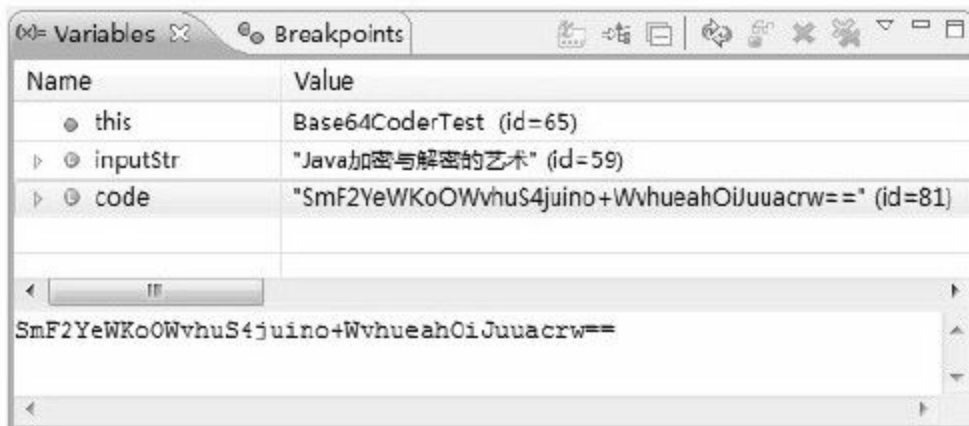 (x)= Variables Breakpoints
Name Value
this Base64CoderTest (id=65)
inputStr "Java加密与解密的艺术" (id=59)
code "SmF2YeWKoOWvhuS4juino+WvhueahOiJuuacrw==" (id=81)
SmF2YeWKoOWvhuS4juino+WvhueahOiJuuacrw==